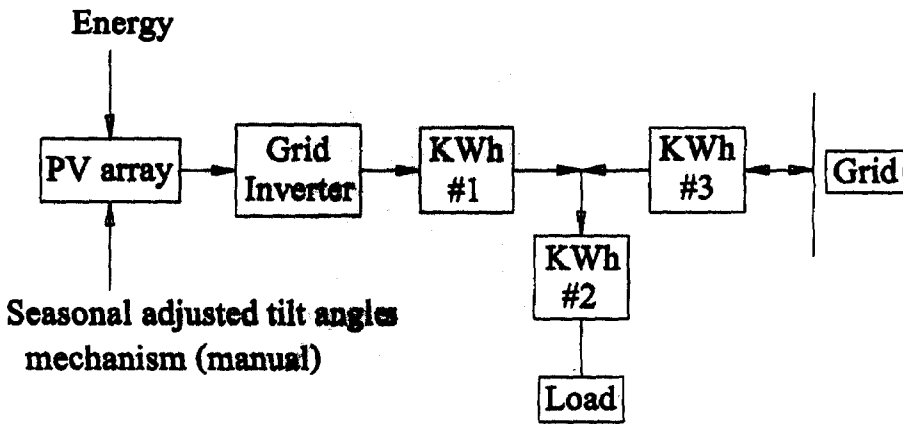 Energy
PV array
Grid
Inverter
KWh
#1
KWh
#3
Grid
KWh
#2
Seasonal adjusted tilt angles
mechanism (manual)
Load